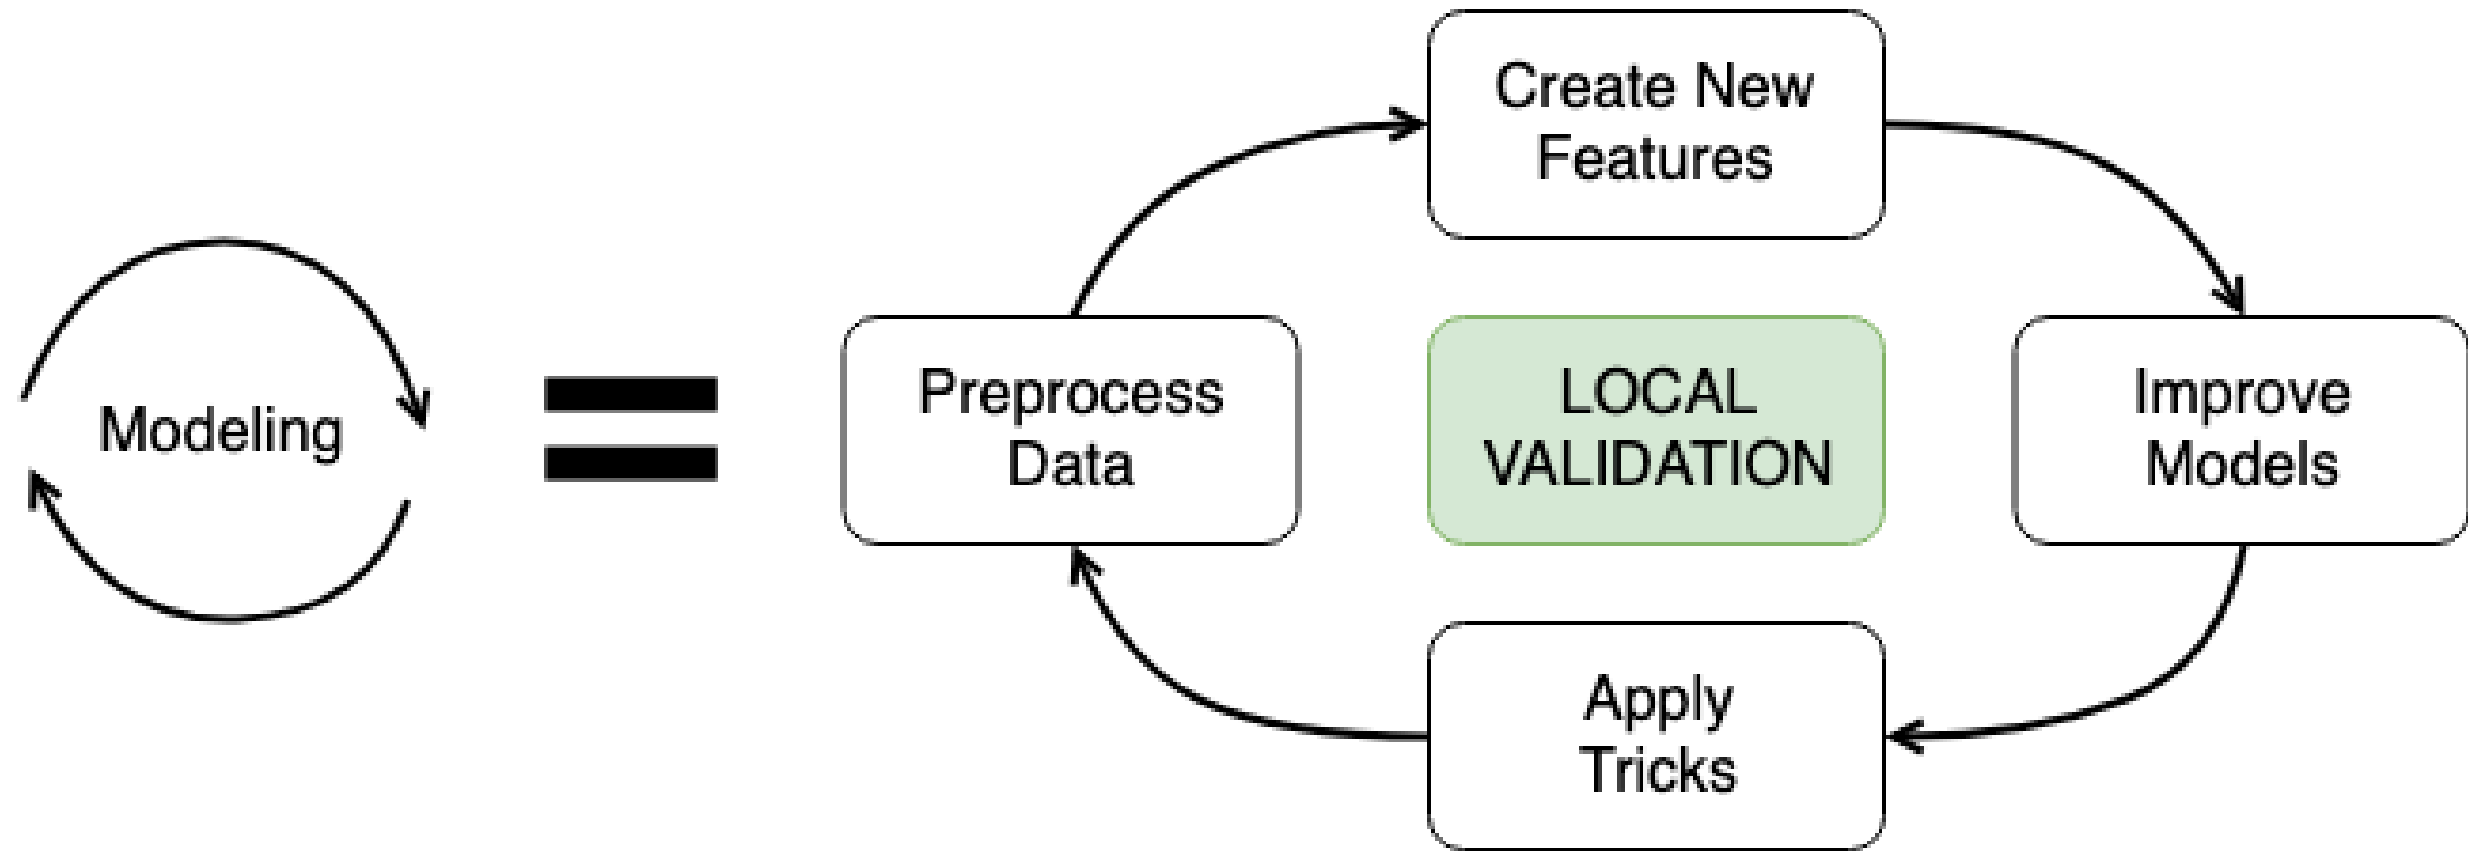 Modeling
Create New
Features
Preprocess
Data
LOCAL
VALIDATION
Improve
Models
Apply
Tricks